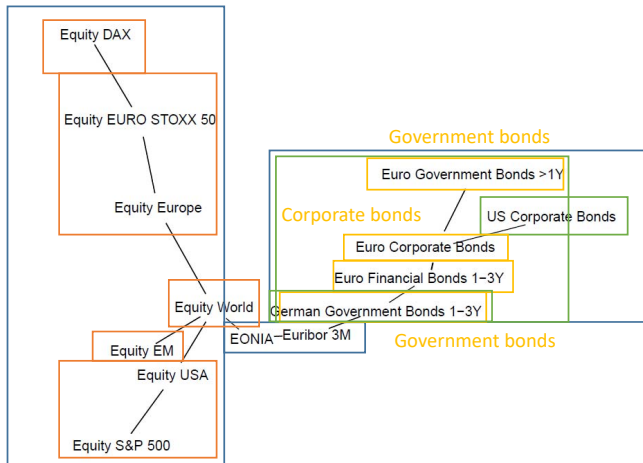 Equity DAX
Equity EURO STOXX 50
Government bonds
Euro Government Bonds >1Y
Equity Europe
Corporate bonds
US Corporate Bonds
Euro Corporate Bonds
Euro Financial Bonds 1−3Y
Equity World
German Government Bonds 1−3Y
EONIA
Euribor 3M
Government bonds
Equity EM
Equity USA
Equity S&P 500